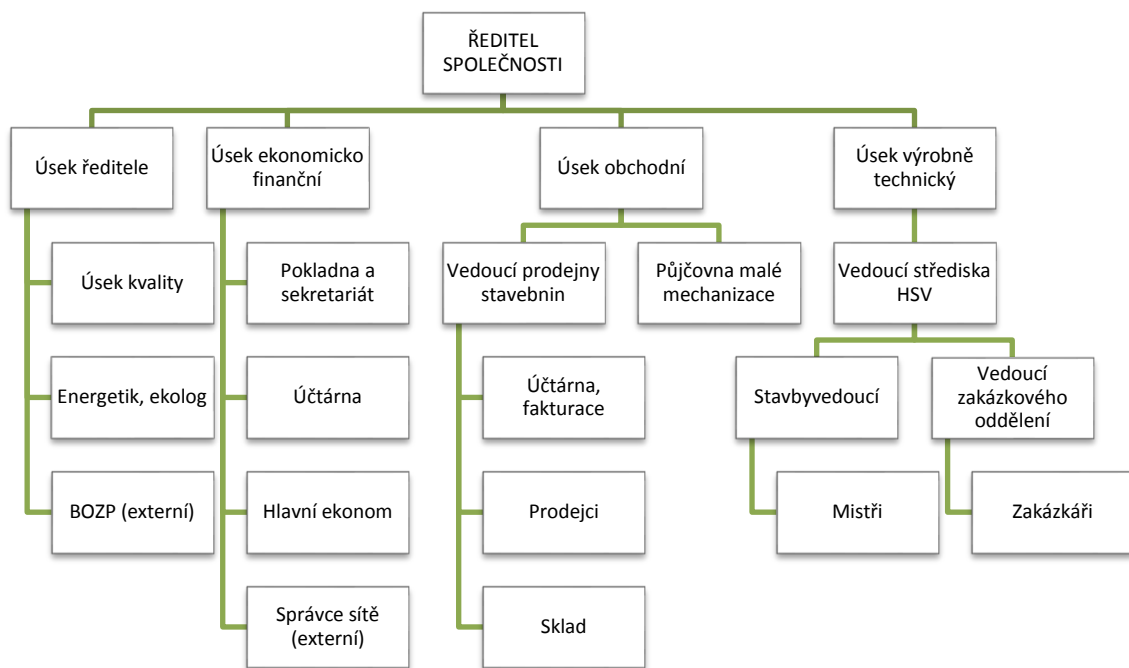 ŘEDITEL
SPOLEČNOSTI
Úsek ředitele
Úsek ekonomicko
finanční
Úsek obchodní
Úsek výrobně
technický
Úsek kvality
Pokladna a
sekretariát
Vedoucí prodejny
stavebnin
Půjčovna malé
mechanizace
Vedoucí střediska
HSV
Energetik, ekolog
Účtárna
Účtárna,
fakturace
Stavbyvedoucí
Vedoucí
zakázkového
oddělení
BOZP (externí)
Hlavní ekonom
Prodejci
Mistři
Zakázkáři
Správce sítě
(externí)
Sklad